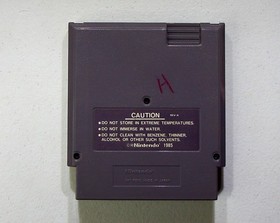 H
CAUTION
REV-A
• DO NOT STORE IN EXTREME TEMPERATURES.
• DO NOT IMMERSE IN WATER.
• DO NOT CLEAN WITH BENZENE, THINNER,
ALCOHOL OR OTHER SUCH SOLVENTS.
©Nintendo 1985